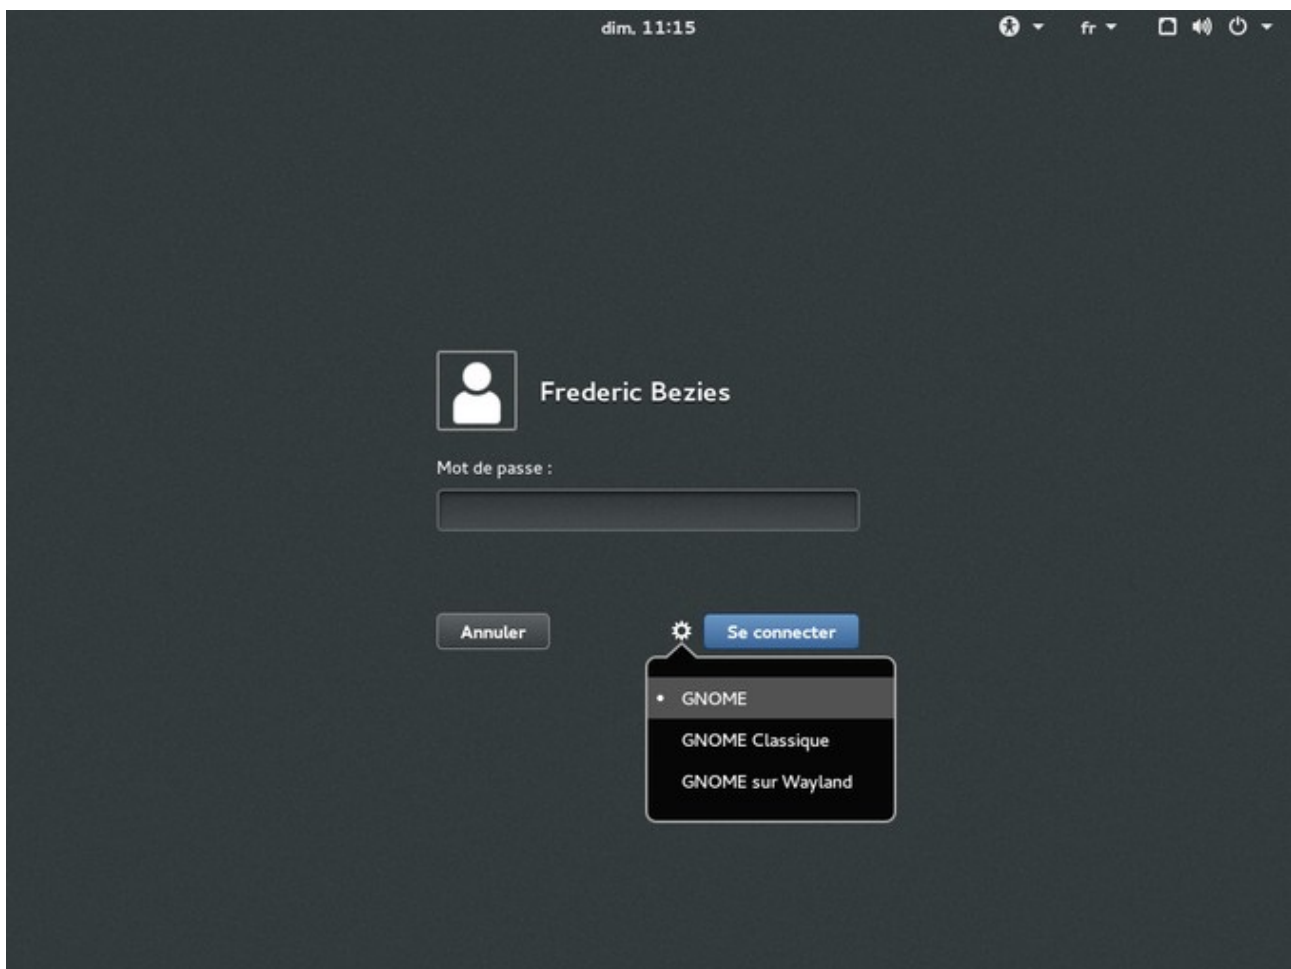 dim. 11:15
fr
Frederic Bezies
Mot de passe :
Annuler
Se connecter
GNOME
GNOME Classique
GNOME sur Wayland